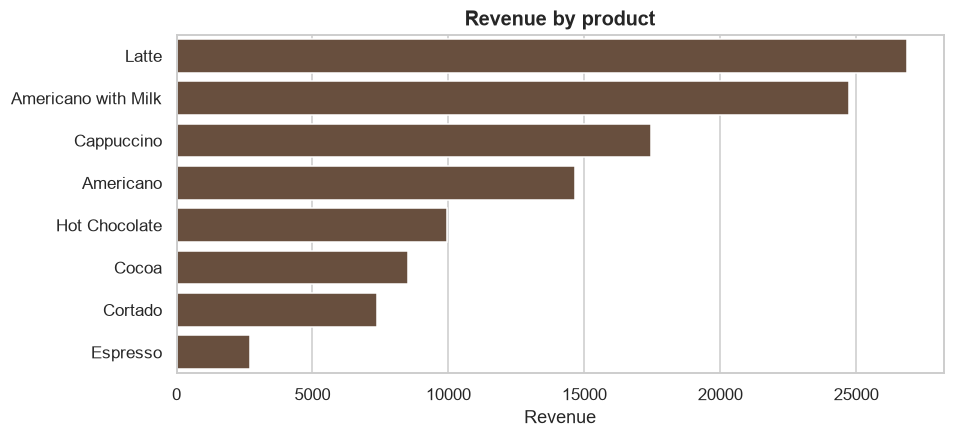 Revenue by product
Latte
Americano with Milk
Cappuccino
Americano
Hot Chocolate
Cocoa
Cortado
Espresso
0 5000 10000 15000 20000 25000
Revenue